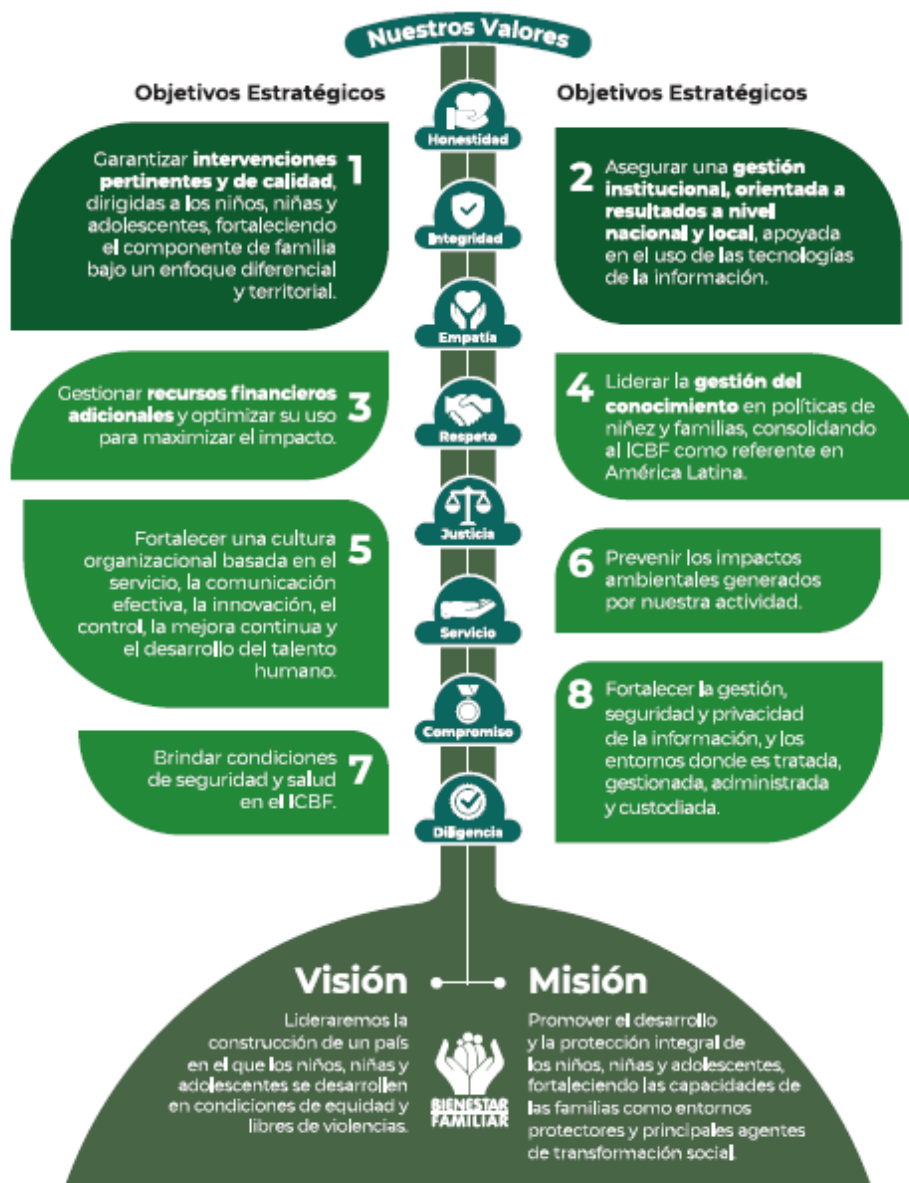 Nuestros Valores
Objetivos Estratégicos
Objetivos Estratégicos
Honestidad
Integridad
Empatía
Respeto
Justicia
Servicio
Compromiso
Diligencia
1
Garantizar intervenciones
pertinentes y de calidad,
dirigidas a los niños, niñas y
adolescentes, fortaleciendo
el componente de familia
bajo un enfoque diferencial
y territorial.
2
Asegurar una gestión
institucional, orientada a
resultados a nivel
nacional y local, apoyada
en el uso de las tecnologías
de la información.
3
Gestionar recursos financieros
adicionales y optimizar su uso
para maximizar el impacto.
4
Liderar la gestión del
conocimiento en políticas de
niñez y familias, consolidando
al ICBF como referente en
América Latina.
5
Fortalecer una cultura
organizacional basada en el
servicio, la comunicación
efectiva, la innovación, el
control, la mejora continua y
el desarrollo del talento
humano.
6
Prevenir los impactos
ambientales generados
por nuestra actividad.
7
Brindar condiciones
de seguridad y salud
en el ICBF.
8
Fortalecer la gestión,
seguridad y privacidad
de la información, y los
entornos donde es tratada,
gestionada, administrada
y custodiada.
Visión
Lideraremos la
construcción de un país
en el que los niños, niñas y
adolescentes se desarrollen
en condiciones de equidad y
libres de violencias.
BIENESTAR
FAMILIAR
Misión
Promover el desarrollo
y la protección integral de
los niños, niñas y adolescentes,
fortaleciendo las capacidades de
las familias como entornos
protectores y principales agentes
de transformación social.